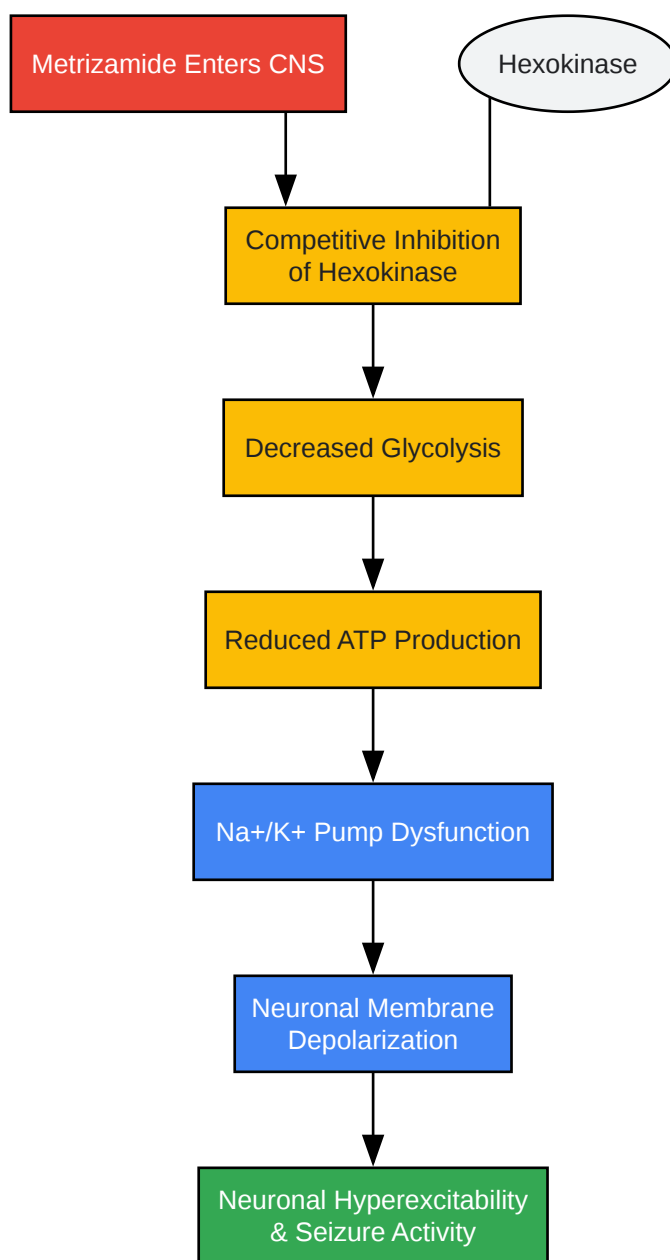 Metrizamide Enters CNS
Hexokinase
Competitive Inhibition
of Hexokinase
Decreased Glycolysis
Reduced ATP Production
Na+/K+ Pump Dysfunction
Neuronal Membrane
Depolarization
Neuronal Hyperexcitability
& Seizure Activity